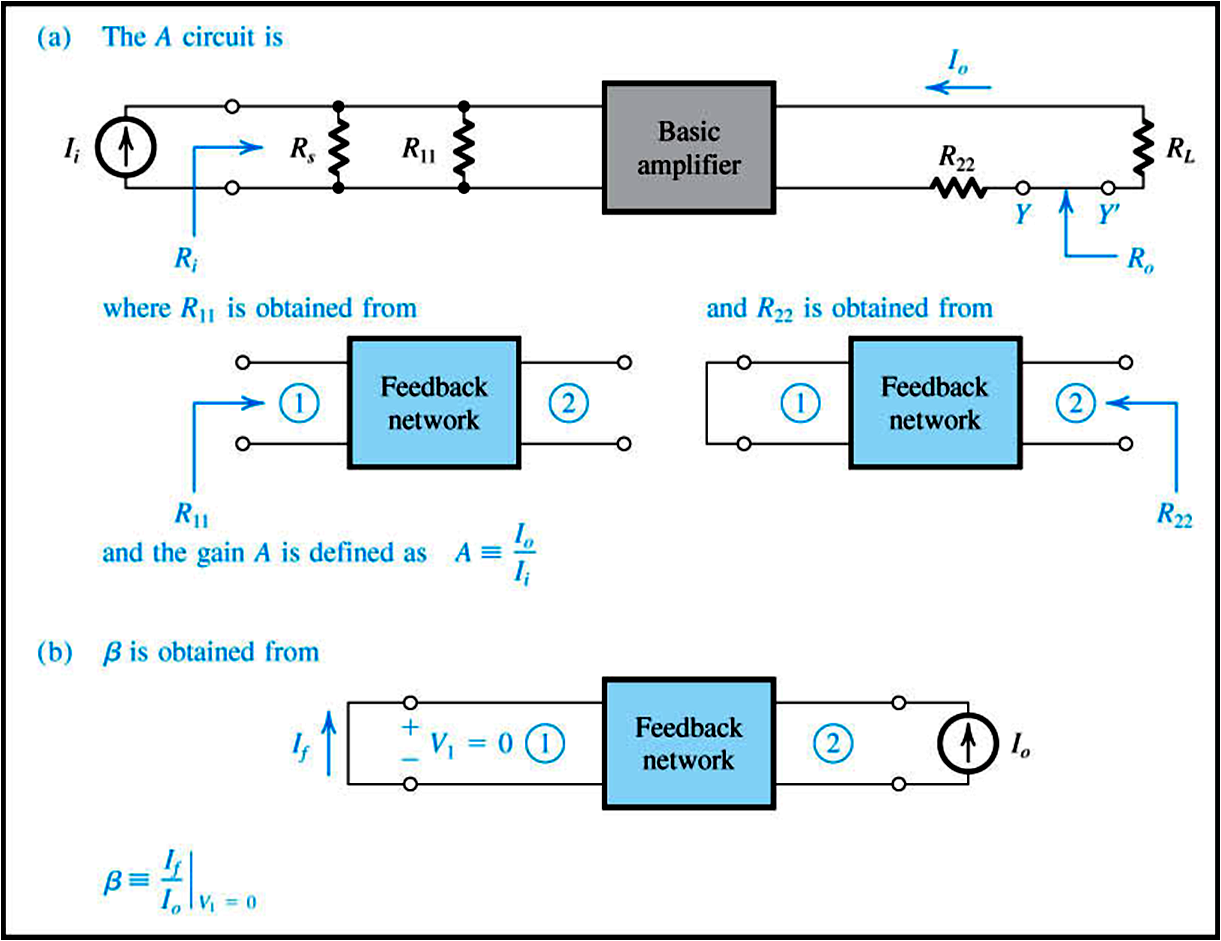 (a) The A circuit is
I_o
I_i
R_s
R_11
Basic
amplifier
R_22
R_L
Y
Y'
R_i
R_o
where R_11 is obtained from
and R_22 is obtained from
1
Feedback
network
2
1
Feedback
network
2
R_11
R_22
and the gain A is defined as A ≡ I_o / I_i
(b) β is obtained from
I_f
+
V_1 = 0
−
1
Feedback
network
2
I_o
β ≡ I_f / I_o | V_1 = 0